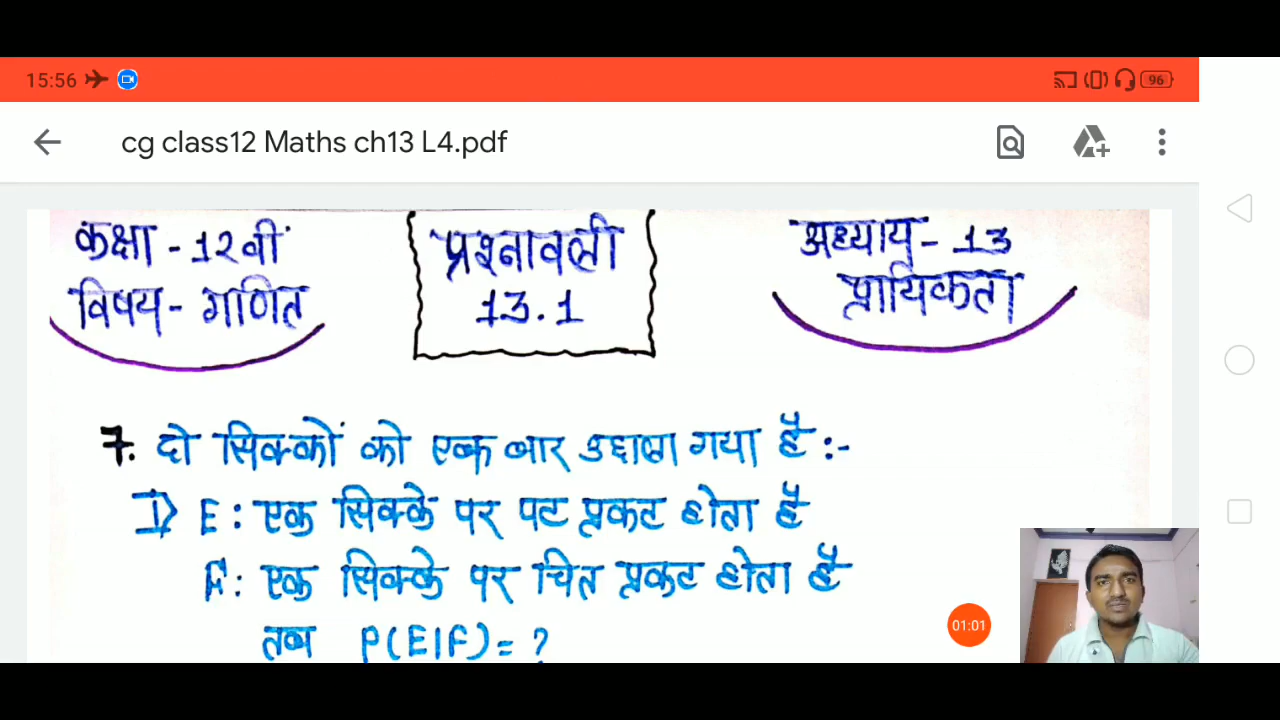 15:56
96
cg class12 Maths ch13 L4.pdf
कक्षा - 12वीं
विषय - गणित
प्रश्नावली
13.1
अध्याय - 13
प्रायिकता
7. दो सिक्कों को एक बार उछाला गया है :-
I> E : एक सिक्के पर पट प्रकट होता है
F : एक सिक्के पर चित प्रकट होता है
तब P(E|F) = ?
01:01